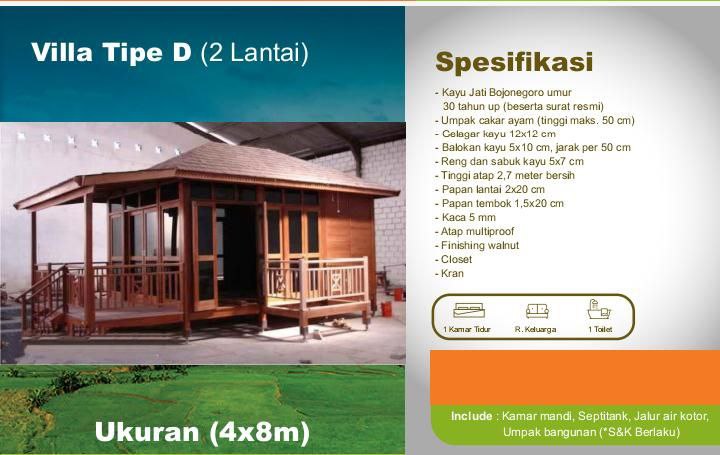 Villa Tipe D (2 Lantai)
Ukuran (4x8m)
Spesifikasi
- Kayu Jati Bojonegoro umur
30 tahun up (beserta surat resmi)
- Umpak cakar ayam (tinggi maks. 50 cm)
- Gelegar kayu 12x12 cm
- Balokan kayu 5x10 cm, jarak per 50 cm
- Reng dan sabuk kayu 5x7 cm
- Tinggi atap 2,7 meter bersih
- Papan lantai 2x20 cm
- Papan tembok 1,5x20 cm
- Kaca 5 mm
- Atap multiproof
- Finishing walnut
- Closet
- Kran
1 Kamar Tidur R. Keluarga 1 Toilet
Include : Kamar mandi, Septitank, Jalur air kotor,
Umpak bangunan (*S&K Berlaku)